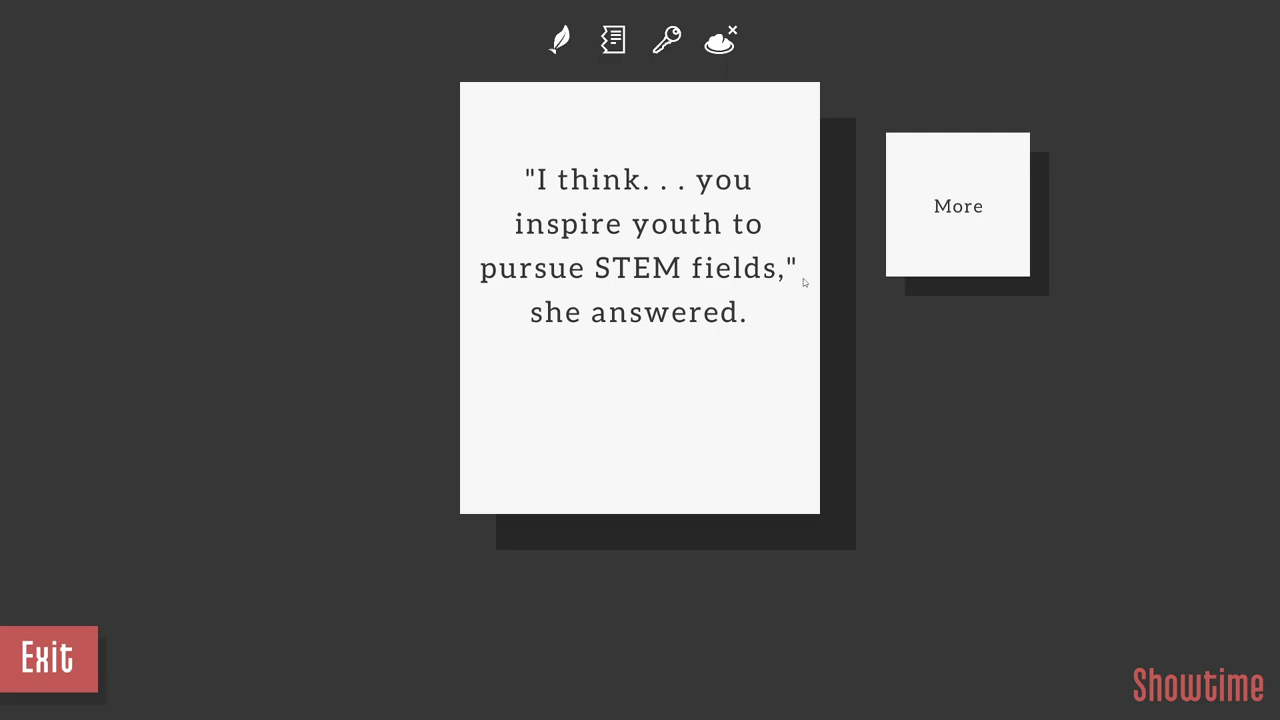 "I think. . . you
inspire youth to
pursue STEM fields,"
she answered.
More
Exit
Showtime